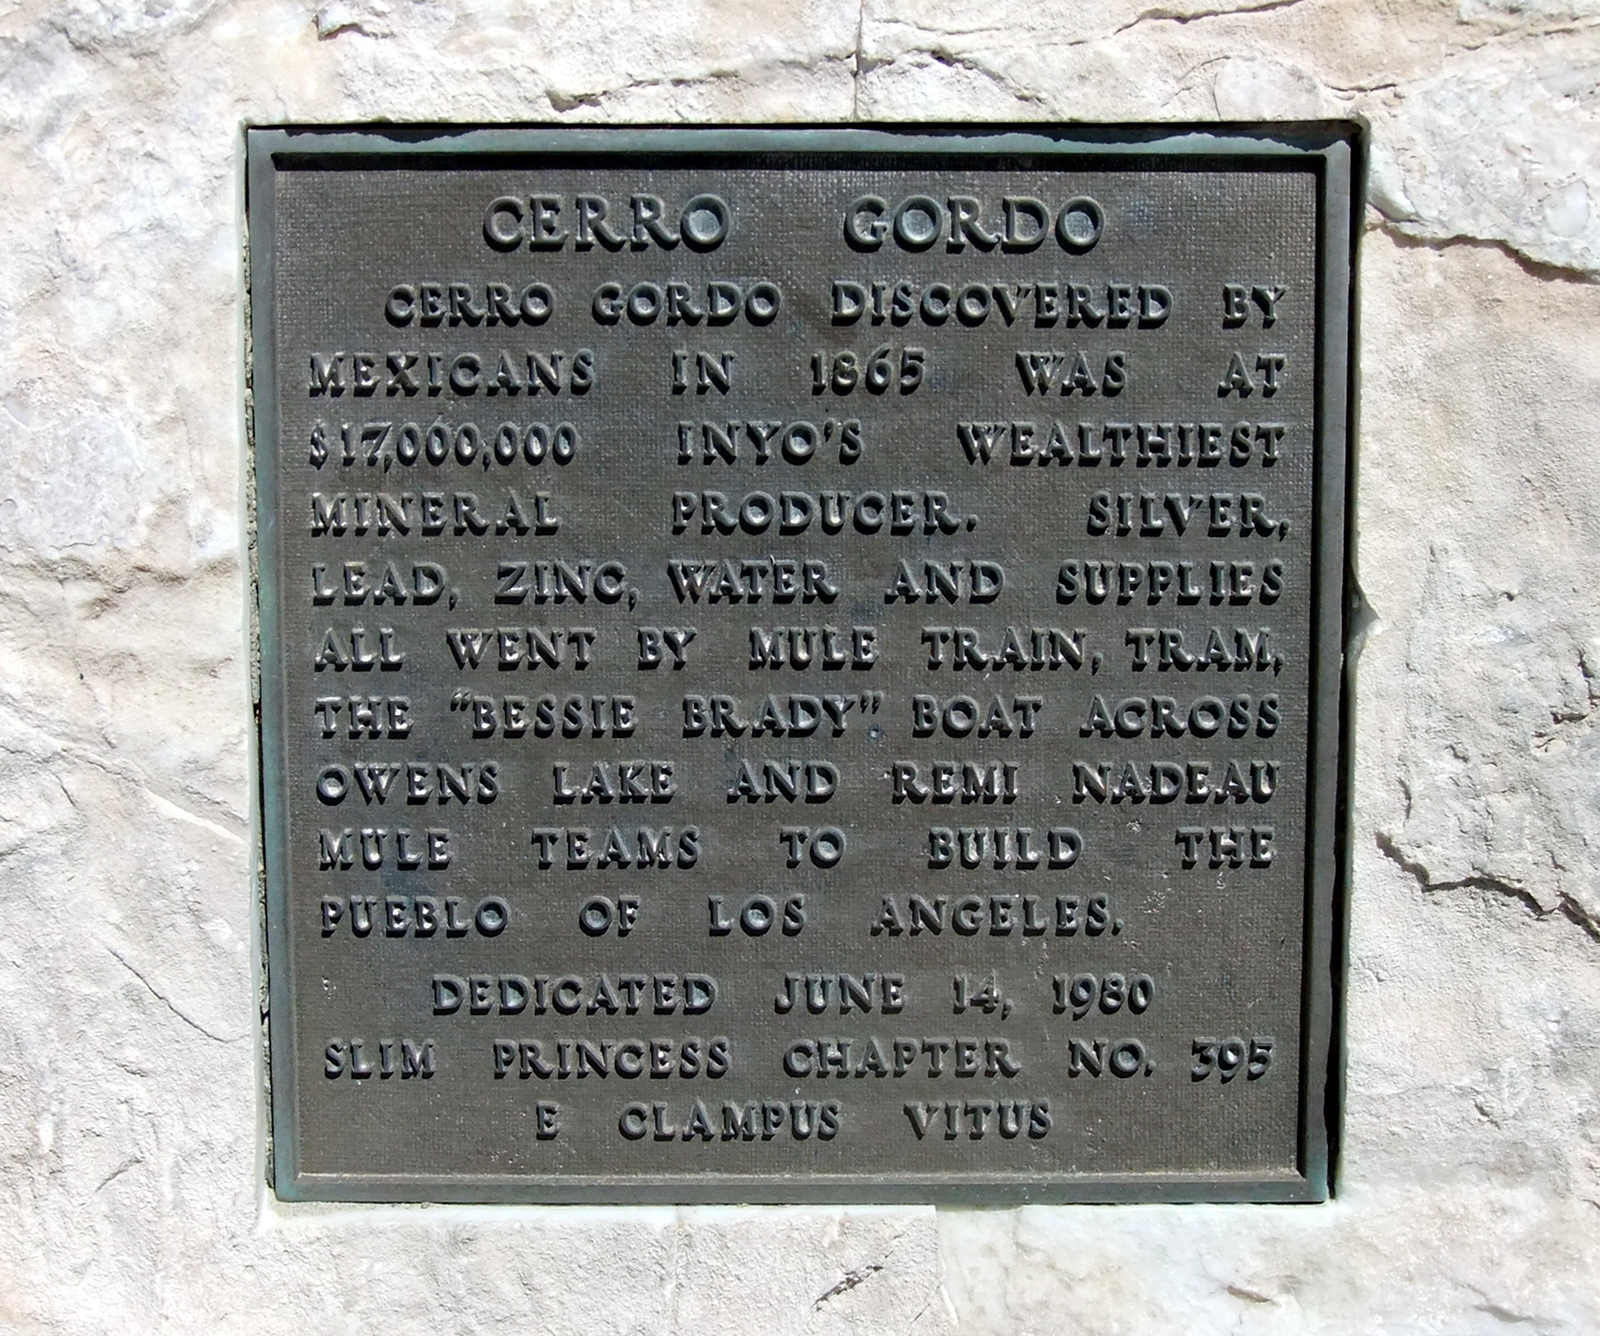 CERRO GORDO
CERRO GORDO DISCOVERED BY
MEXICANS IN 1865 WAS AT
$17,000,000 INYO'S WEALTHIEST
MINERAL PRODUCER. SILVER,
LEAD, ZINC, WATER AND SUPPLIES
ALL WENT BY MULE TRAIN, TRAM,
THE "BESSIE BRADY" BOAT ACROSS
OWENS LAKE AND REMI NADEAU
MULE TEAMS TO BUILD THE
PUEBLO OF LOS ANGELES.
DEDICATED JUNE 14, 1980
SLIM PRINCESS CHAPTER NO. 395
E CLAMPUS VITUS